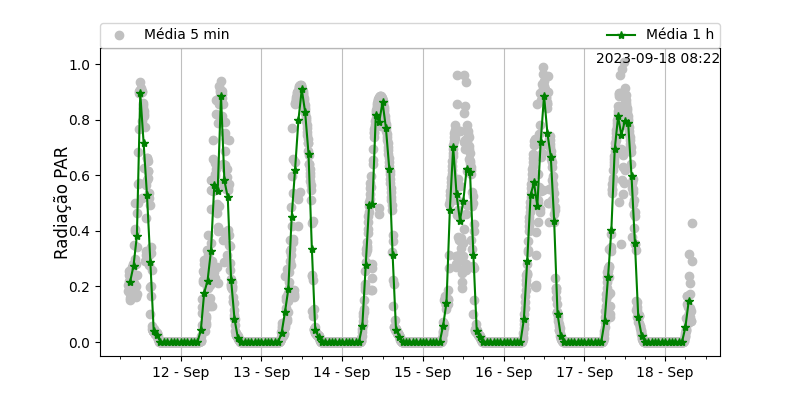 Média 5 min
Média 1 h
2023-09-18 08:22
Radiação PAR
1.0
0.8
0.6
0.4
0.2
0.0
12 - Sep
13 - Sep
14 - Sep
15 - Sep
16 - Sep
17 - Sep
18 - Sep